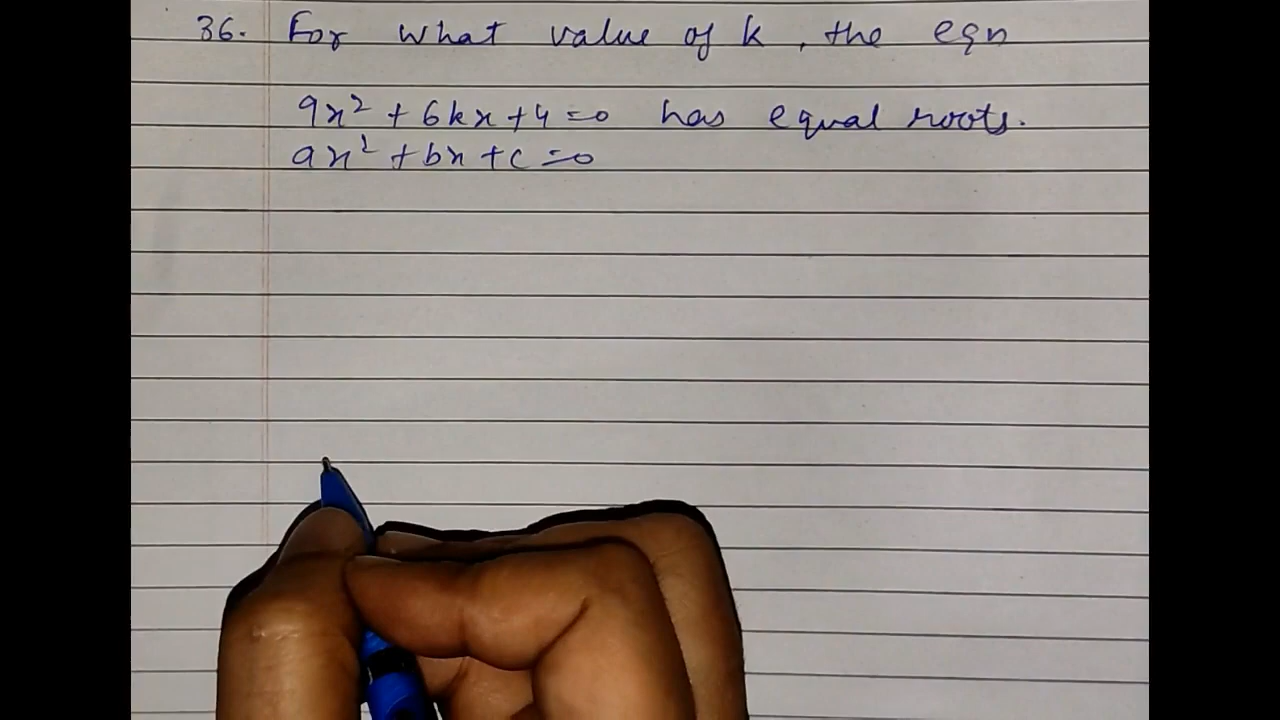 36. For what value of k, the eqn
9x² + 6kx + 4 = 0 has equal roots.
ax² + bx + c = 0